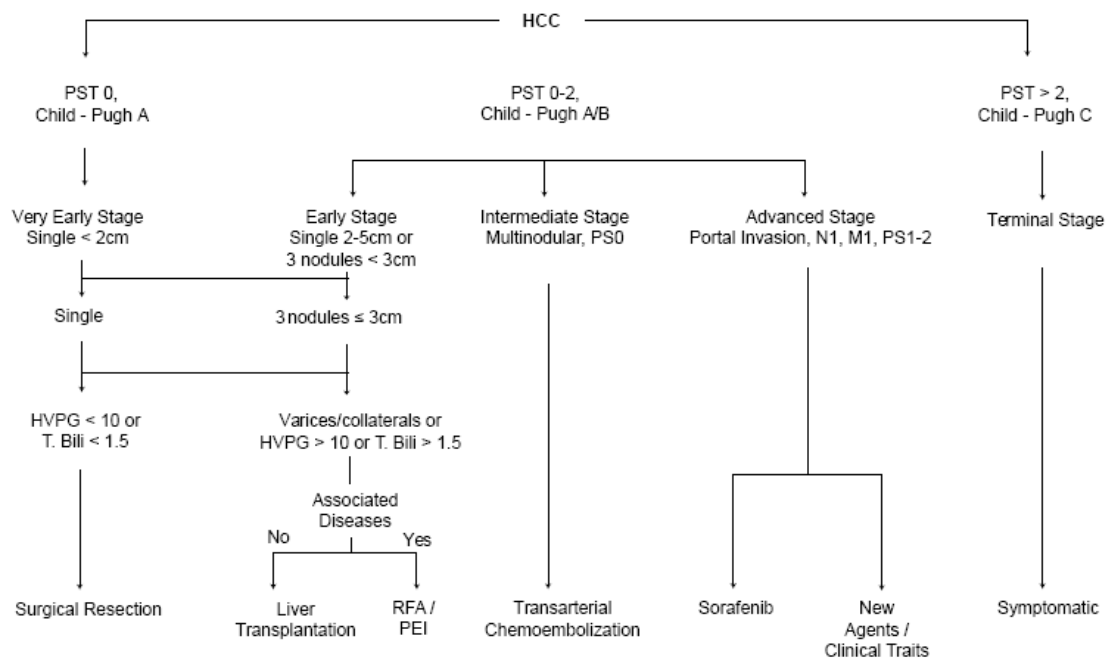 HCC
PST 0,
Child - Pugh A
PST 0-2,
Child - Pugh A/B
PST > 2,
Child - Pugh C
Very Early Stage
Single < 2cm
Early Stage
Single 2-5cm or
3 nodules < 3cm
Intermediate Stage
Multinodular, PS0
Advanced Stage
Portal Invasion, N1, M1, PS1-2
Terminal Stage
Single
3 nodules ≤ 3cm
HVPG < 10 or
T. Bili < 1.5
Varices/collaterals or
HVPG > 10 or T. Bili > 1.5
Associated
Diseases
No
Yes
Surgical Resection
Liver
Transplantation
RFA /
PEI
Transarterial
Chemoembolization
Sorafenib
New
Agents /
Clinical Traits
Symptomatic